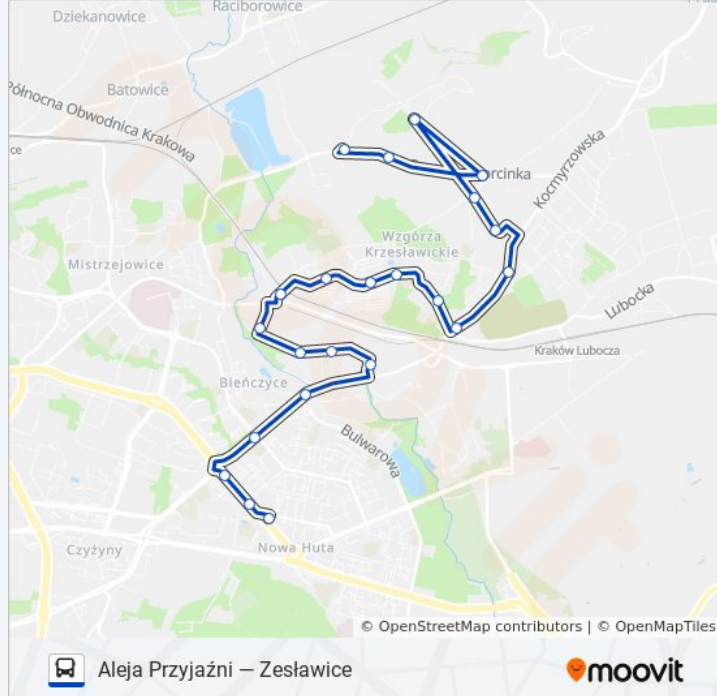 Raciborowice
Dziekanowice
Batowice
Północna Obwodnica Krakowa
Kocmyrzowska
Wzgórza
Krzesławickie
Mistrzejowice
Lubocka
Kraków Lubocza
Bieńczyce
Bulwarowa
Czyżyny
Nowa Huta
© OpenStreetMap contributors | © OpenMapTiles
Aleja Przyjaźni — Zesławice
moovit